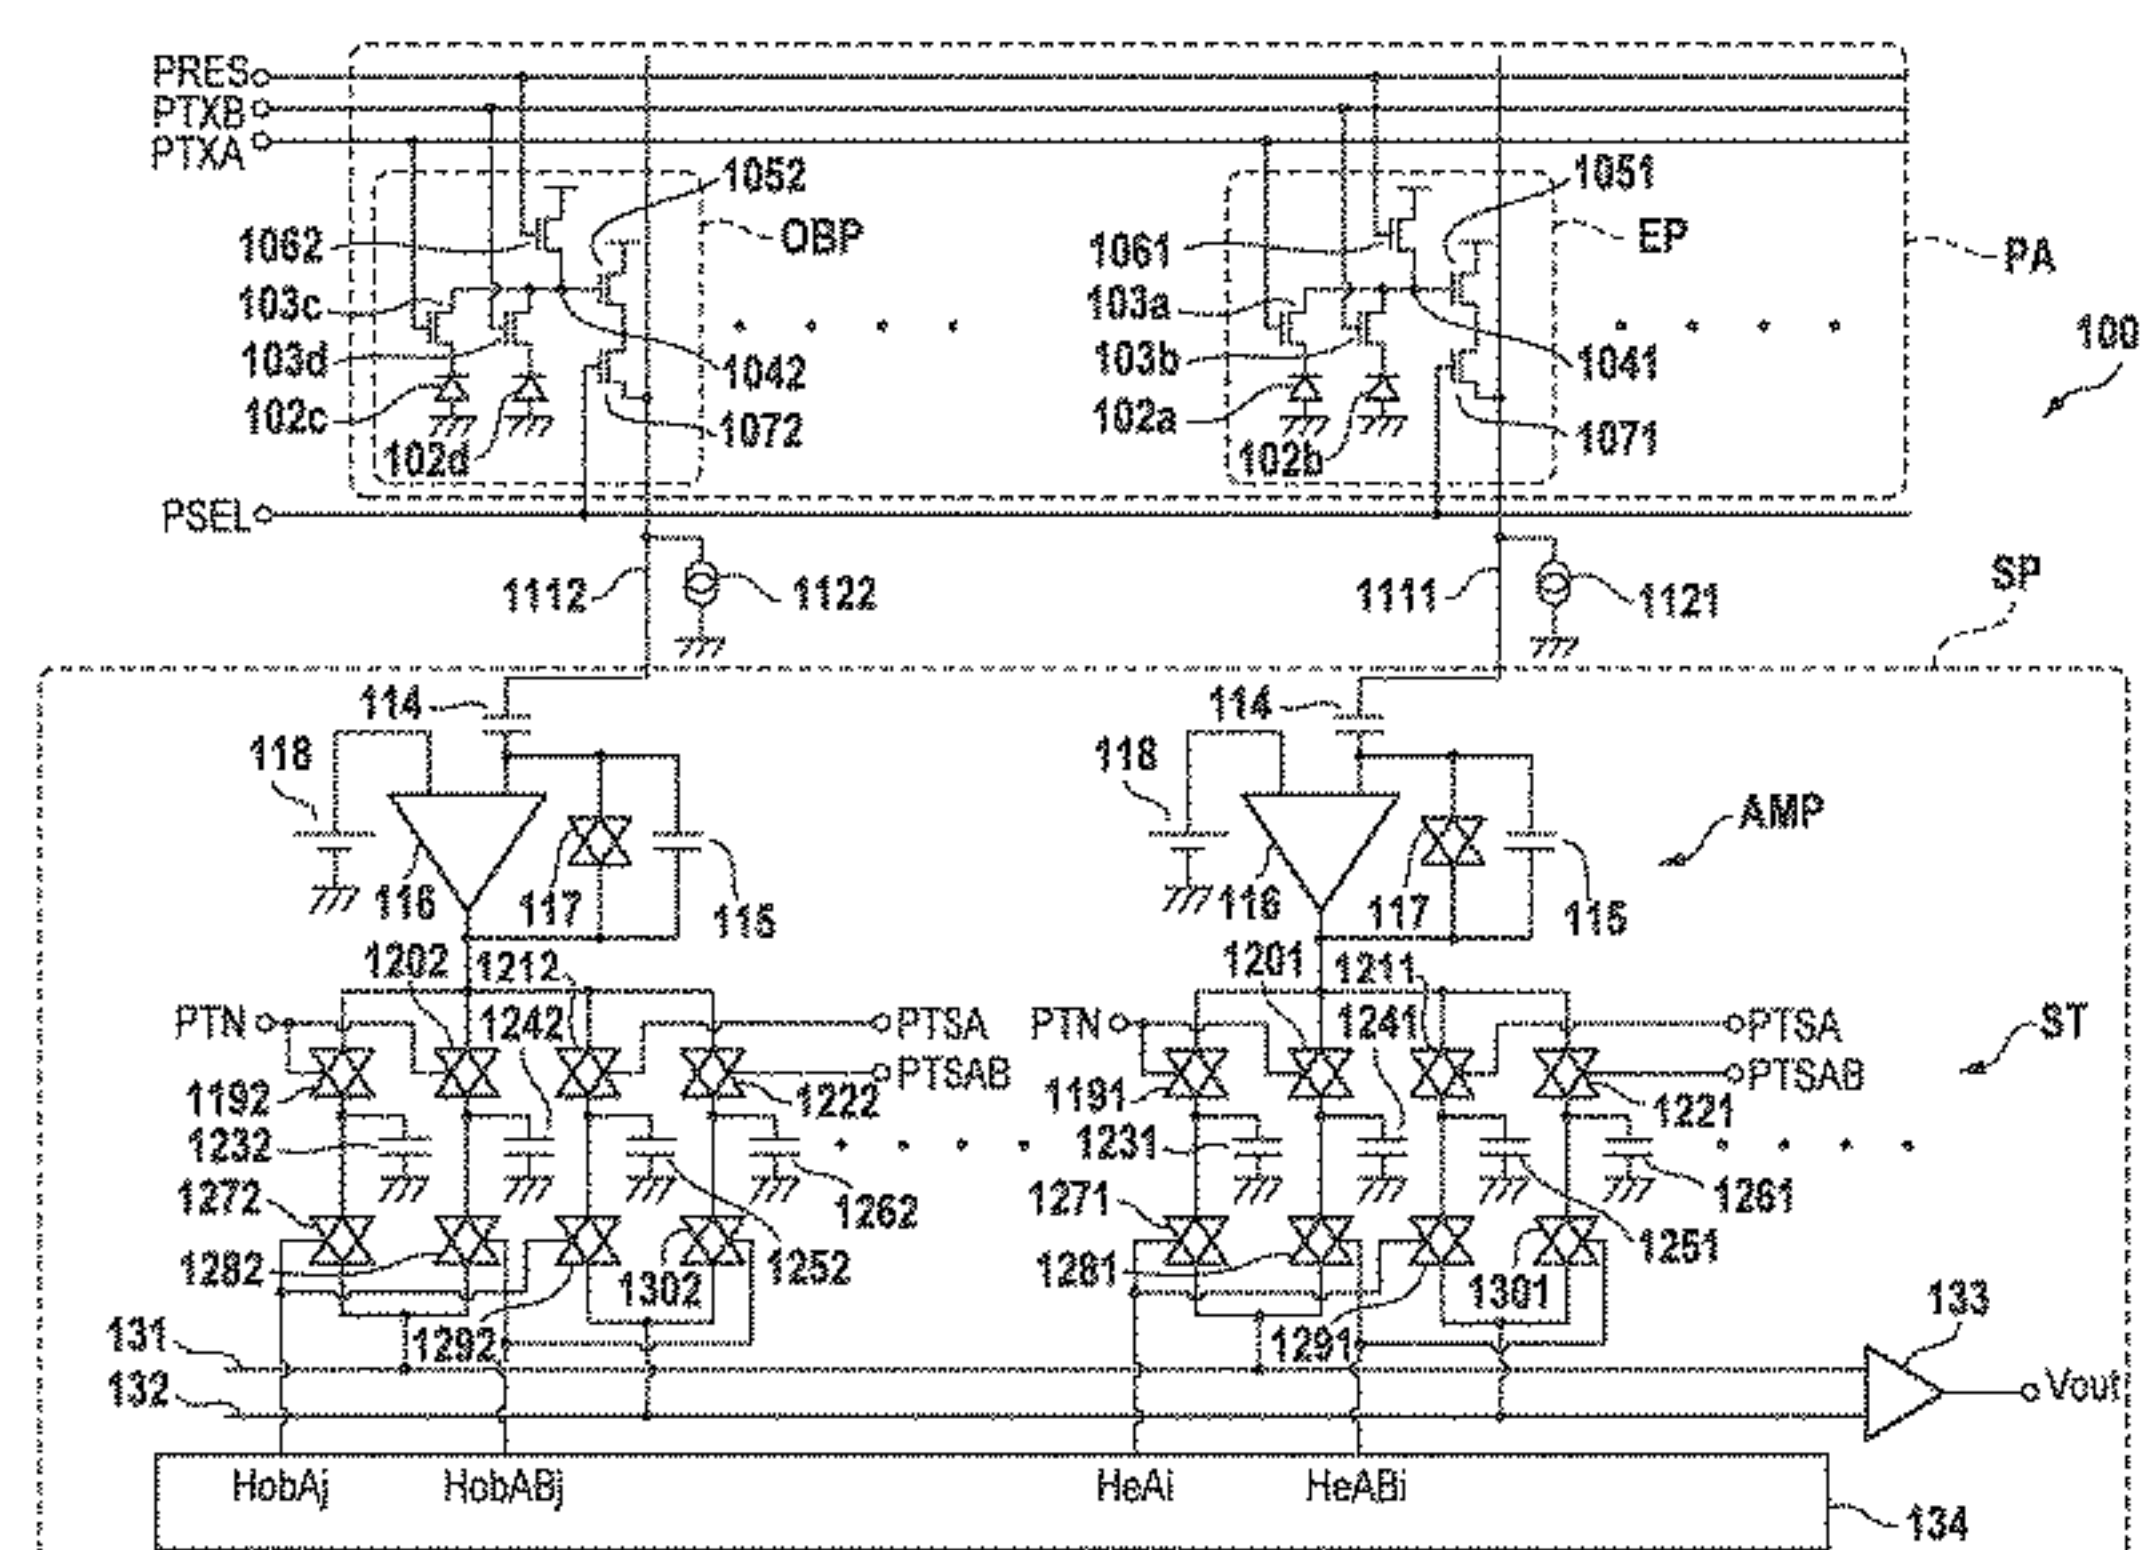 PRES
PTXB
PTXA
1052
1051
1062
OBP
1061
EP
PA
103c
103a
100
103d
1042
103b
1041
102c
1072
102a
1071
102d
102b
PSEL
1112
1122
1111
1121
SP
114
114
118
118
AMP
116
117
115
116
117
115
1202
1212
1201
1211
PTN
1242
PTSA
PTN
1241
PTSA
ST
PTSAB
PTSAB
1192
1222
1191
1221
1232
1231
1272
1262
1271
1261
1282
1302
1252
1281
1301
1251
133
131
1292
1291
132
Vout
HobAj
HobABj
HeAi
HeABi
134